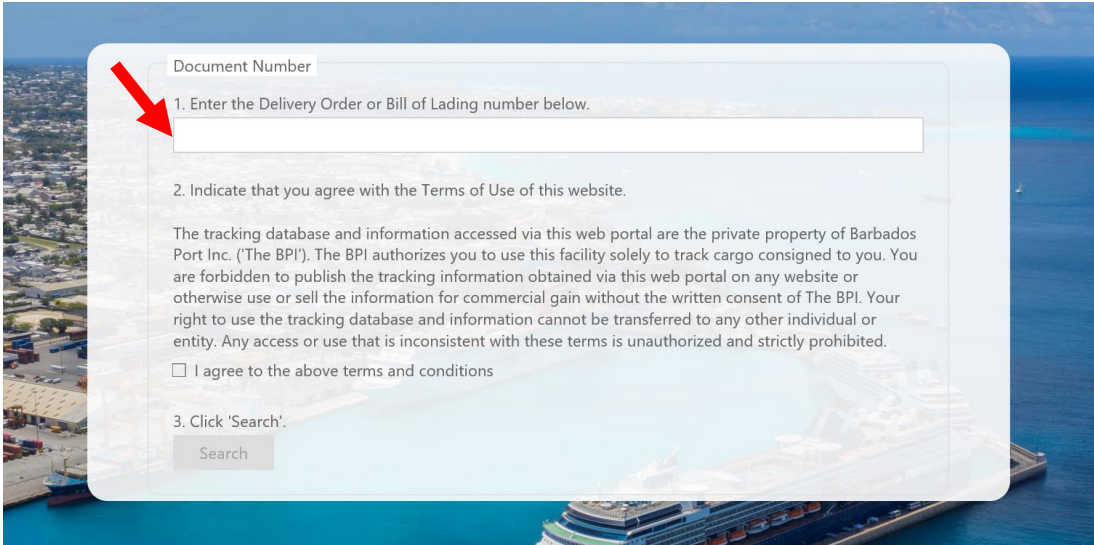 Document Number
1. Enter the Delivery Order or Bill of Lading number below.
2. Indicate that you agree with the Terms of Use of this website.
The tracking database and information accessed via this web portal are the private property of Barbados
Port Inc. ('The BPI'). The BPI authorizes you to use this facility solely to track cargo consigned to you. You
are forbidden to publish the tracking information obtained via this web portal on any website or
otherwise use or sell the information for commercial gain without the written consent of The BPI. Your
right to use the tracking database and information cannot be transferred to any other individual or
entity. Any access or use that is inconsistent with these terms is unauthorized and strictly prohibited.
I agree to the above terms and conditions
3. Click 'Search'.
Search